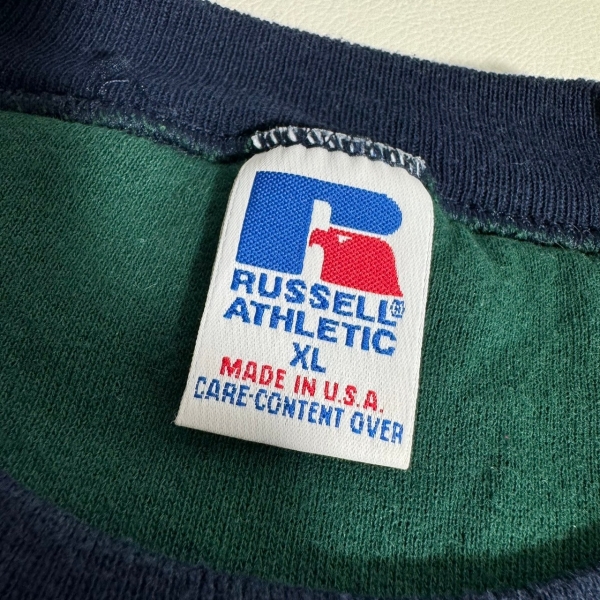 RUSSELL
ATHLETIC
XL
MADE IN U.S.A.
CARE-CONTENT OVER